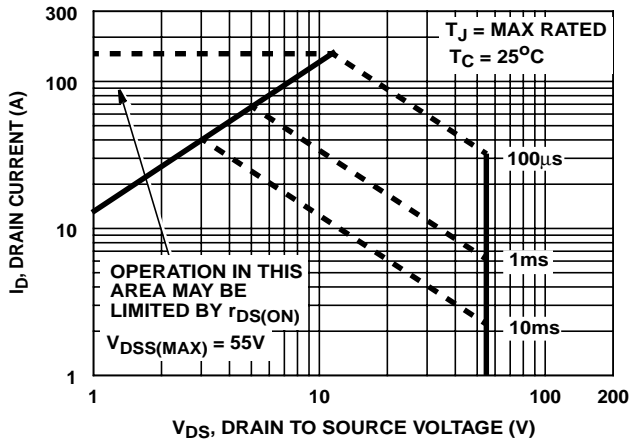 300
T_J = MAX RATED
T_C = 25°C
100
I_D, DRAIN CURRENT (A)
100µs
10
1ms
OPERATION IN THIS
AREA MAY BE
LIMITED BY r_DS(ON)
V_DSS(MAX) = 55V
10ms
1
1
10
100
200
V_DS, DRAIN TO SOURCE VOLTAGE (V)